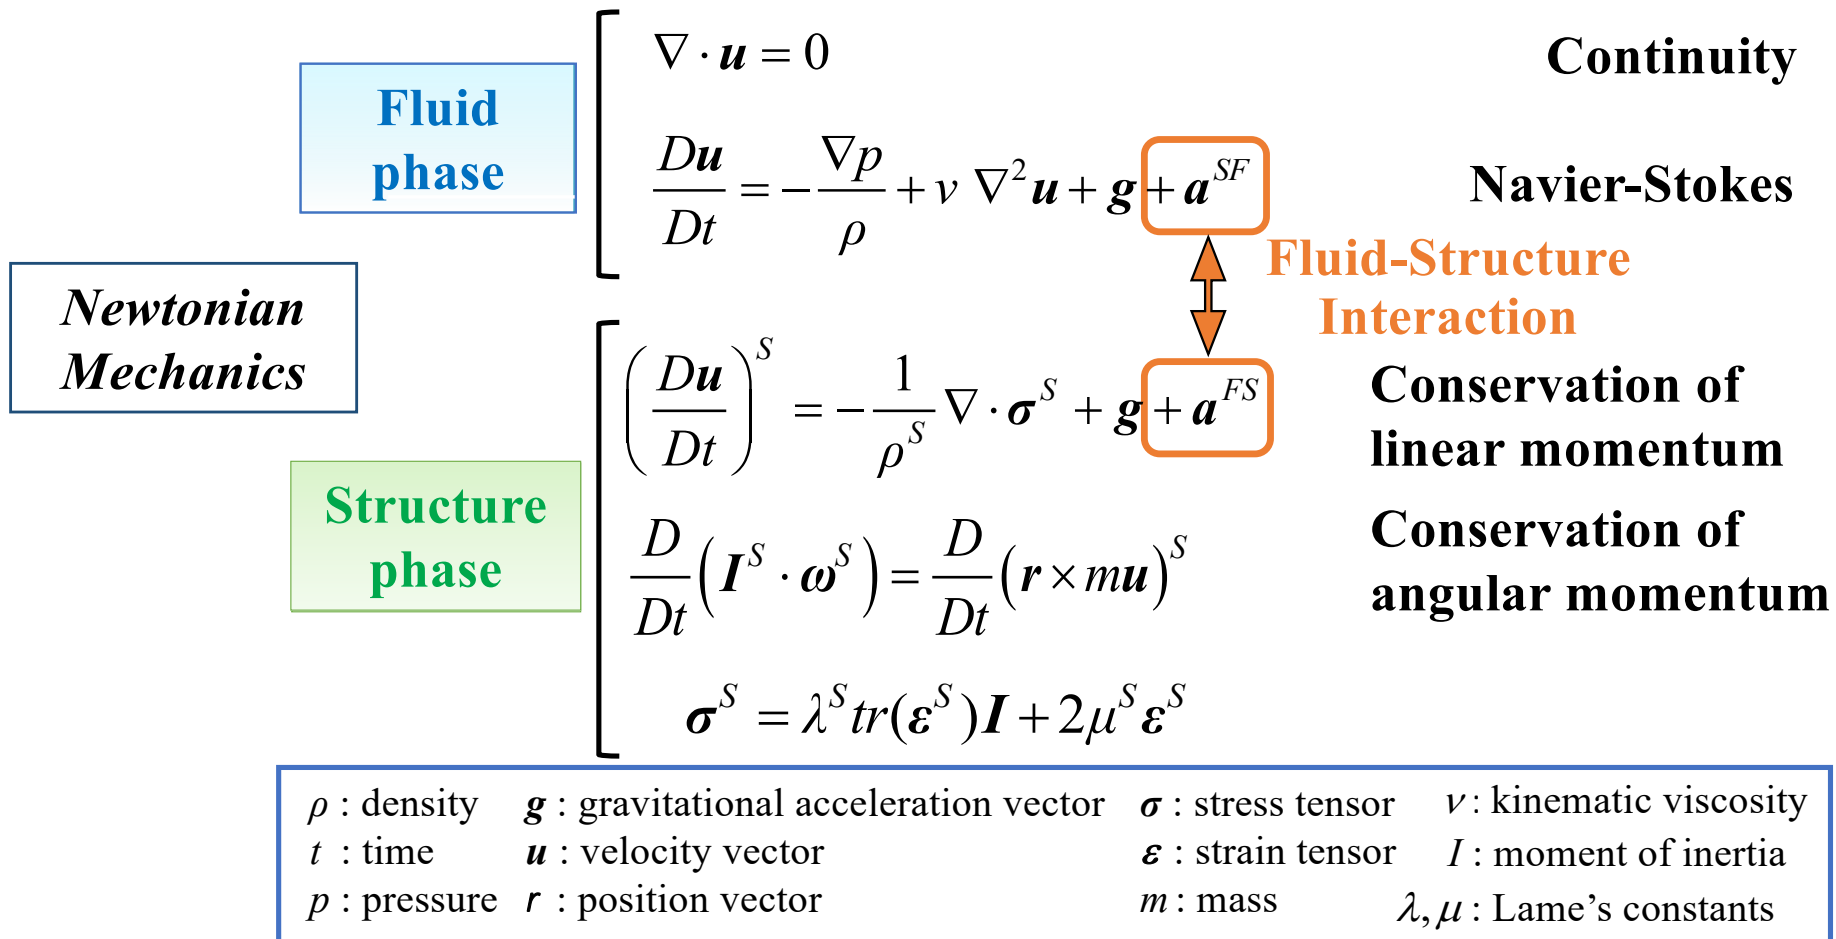 ∇ · u = 0
Continuity
Fluid
phase
Du/Dt = −∇p/ρ + ν ∇²u + g + a^{SF}
Navier-Stokes
Fluid-Structure
Interaction
Newtonian
Mechanics
(Du/Dt)^S = −1/ρ^S ∇ · σ^S + g + a^{FS}
Conservation of
linear momentum
Structure
phase
D/Dt (I^S · ω^S) = D/Dt (r × mu)^S
Conservation of
angular momentum
σ^S = λ^S tr(ε^S)I + 2μ^S ε^S
ρ : density g : gravitational acceleration vector σ : stress tensor ν : kinematic viscosity
t : time u : velocity vector ε : strain tensor I : moment of inertia
p : pressure r : position vector m : mass λ, μ : Lame's constants